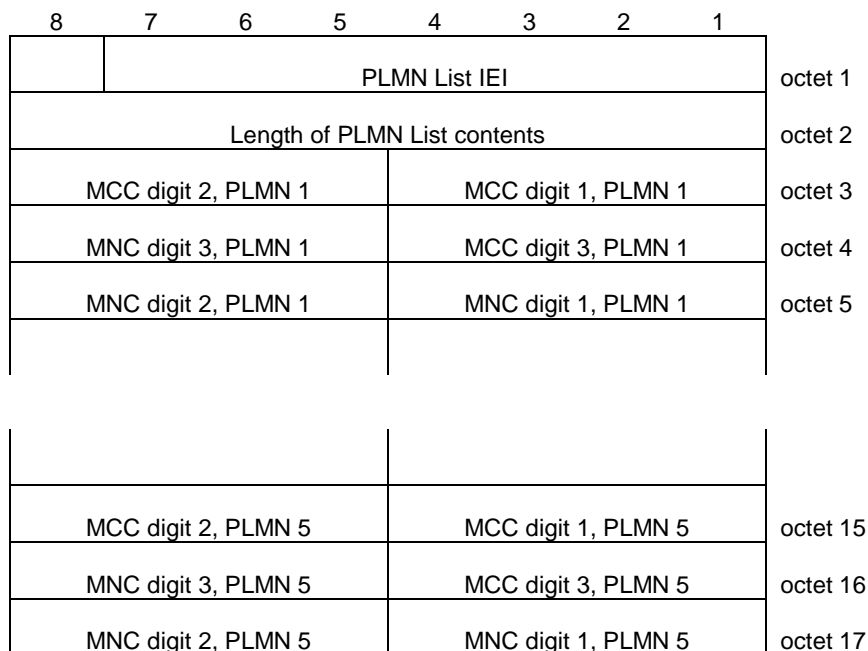 8 7 6 5 4 3 2 1
PLMN List IEI octet 1
Length of PLMN List contents octet 2
MCC digit 2, PLMN 1 MCC digit 1, PLMN 1 octet 3
MNC digit 3, PLMN 1 MCC digit 3, PLMN 1 octet 4
MNC digit 2, PLMN 1 MNC digit 1, PLMN 1 octet 5
MCC digit 2, PLMN 5 MCC digit 1, PLMN 5 octet 15
MNC digit 3, PLMN 5 MCC digit 3, PLMN 5 octet 16
MNC digit 2, PLMN 5 MNC digit 1, PLMN 5 octet 17